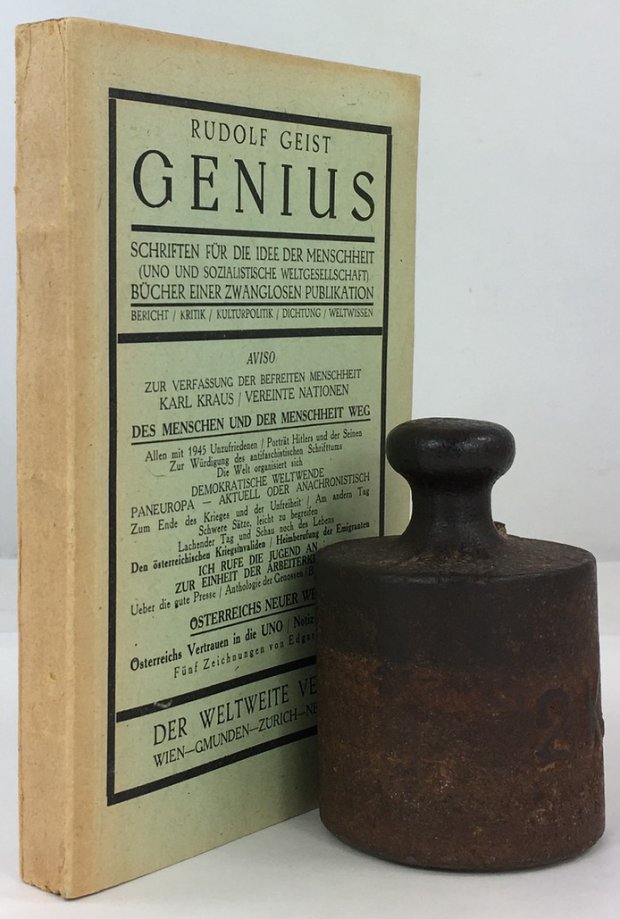 RUDOLF GEIST
GENIUS
SCHRIFTEN FÜR DIE IDEE DER MENSCHHEIT
(UNO UND SOZIALISTISCHE WELTGESELLSCHAFT)
BÜCHER EINER ZWANGLOSEN PUBLIKATION
BERICHT / KRITIK / KULTURPOLITIK / DICHTUNG / WELTWISSEN
AVISO
ZUR VERFASSUNG DER BEFREITEN MENSCHHEIT
KARL KRAUS / VEREINTE NATIONEN
DES MENSCHEN UND DER MENSCHHEIT WEG
Allen mit 1945 Unzufriedenen / Porträt Hitlers und der Seinen
Zur Würdigung des antifaschistischen Schrifttums
Die Welt organisiert sich
DEMOKRATISCHE WELTWENDE
PANEUROPA — AKTUELL ODER ANACHRONISTISCH
Zum Ende des Krieges und der Unfreiheit / Am andern Tag
Schwere Sätze, leicht zu begreifen
Lachender Tag und Schau noch des Lebens
Den österreichischen Kriegsinvaliden / Heimberufung der Emigranten
ICH RUFE DIE JUGEND AN
ZUR EINHEIT DER
Ueber die gute Presse / Anthologie der Genossen /
ÖSTERREICHS NEUER
Österreichs Vertrauen in die UNO /
Fünf Zeichnungen von
DER WELTWEITE
WIEN—GMUNDEN—ZÜRICH—
2